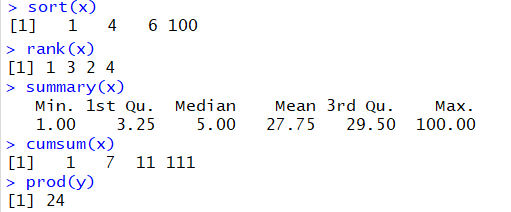 > sort(x)
[1]   1   4   6 100
> rank(x)
[1] 1 3 2 4
> summary(x)
   Min. 1st Qu.  Median    Mean 3rd Qu.    Max.
   1.00    3.25    5.00   27.75   29.50  100.00
> cumsum(x)
[1]   1   7  11 111
> prod(y)
[1] 24